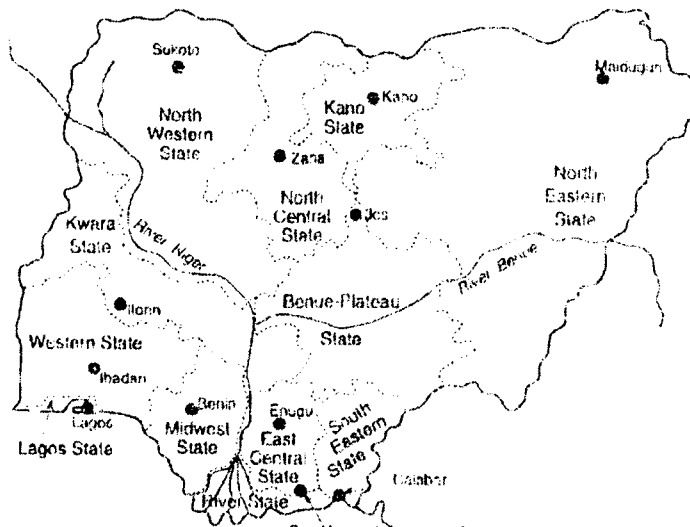 Sokoto
Maiduguri
Kano
North
Western
State
Kano
State
Zaria
North
Central
State
Jos
North
Eastern
State
Kwara
State
River Niger
River Benue
Benue-Plateau
State
Ilorin
Western State
Ibadan
Lagos
Lagos State
Benin
Midwest
State
Enugu
East
Central
State
South
Eastern
State
Calabar
River State